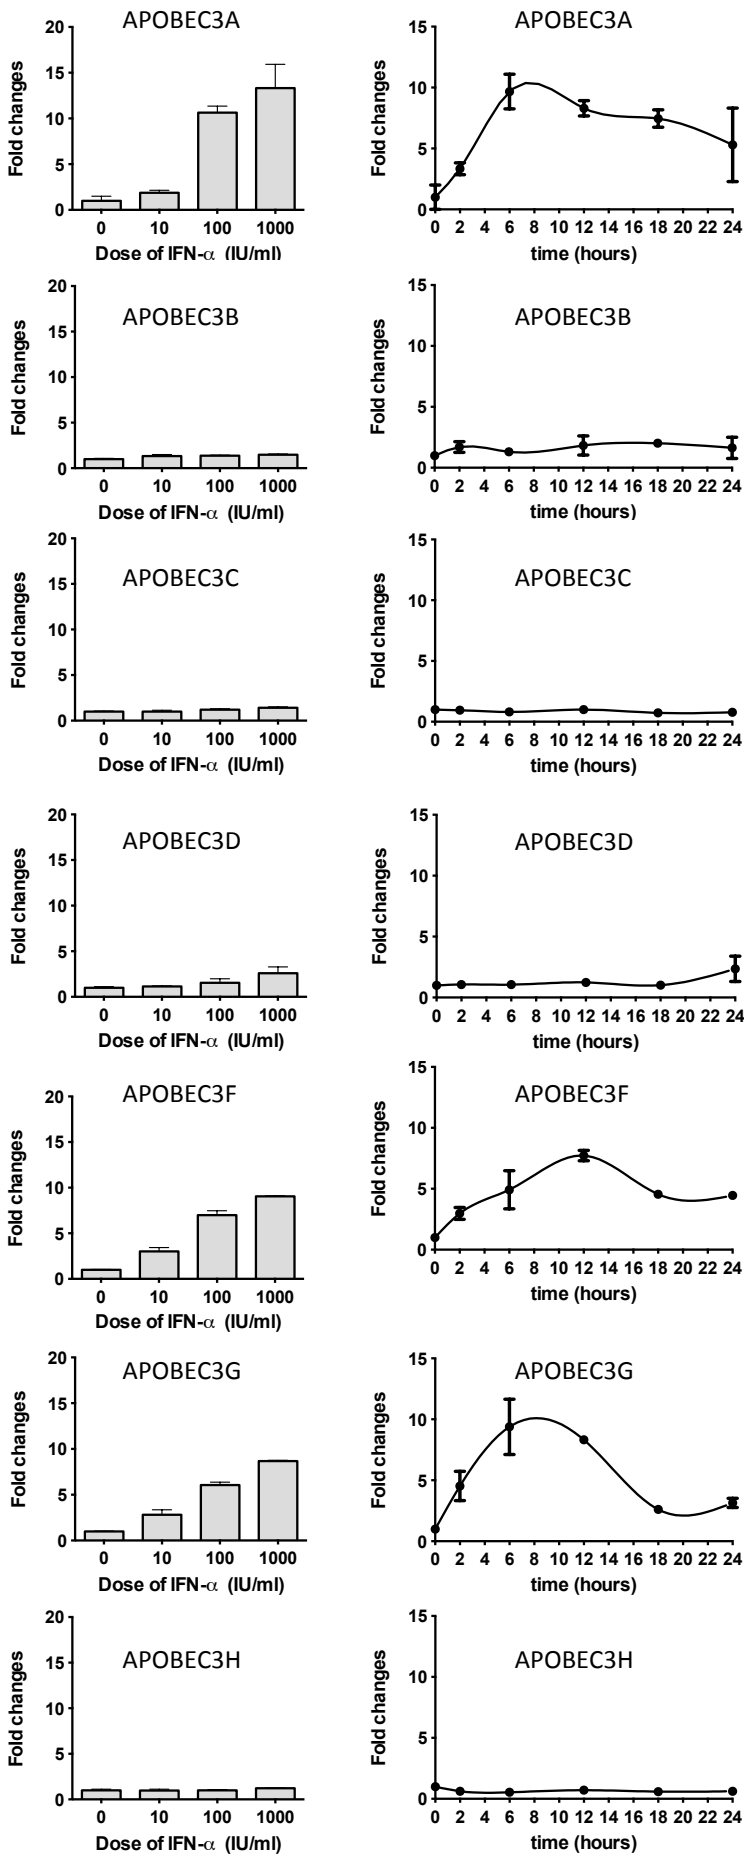 APOBEC3A
Fold changes
20
15
10
5
0
0 10 100 1000
Dose of IFN-α (IU/ml)
APOBEC3A
Fold changes
15
10
5
0
0 2 4 6 8 10 12 14 16 18 20 22 24
time (hours)
APOBEC3B
Fold changes
20
15
10
5
0
0 10 100 1000
Dose of IFN-α (IU/ml)
APOBEC3B
Fold changes
15
10
5
0
0 2 4 6 8 10 12 14 16 18 20 22 24
time (hours)
APOBEC3C
Fold changes
20
15
10
5
0
0 10 100 1000
Dose of IFN-α (IU/ml)
APOBEC3C
Fold changes
15
10
5
0
0 2 4 6 8 10 12 14 16 18 20 22 24
time (hours)
APOBEC3D
Fold changes
20
15
10
5
0
0 10 100 1000
Dose of IFN-α (IU/ml)
APOBEC3D
Fold changes
15
10
5
0
0 2 4 6 8 10 12 14 16 18 20 22 24
time (hours)
APOBEC3F
Fold changes
20
15
10
5
0
0 10 100 1000
Dose of IFN-α (IU/ml)
APOBEC3F
Fold changes
15
10
5
0
0 2 4 6 8 10 12 14 16 18 20 22 24
time (hours)
APOBEC3G
Fold changes
20
15
10
5
0
0 10 100 1000
Dose of IFN-α (IU/ml)
APOBEC3G
Fold changes
15
10
5
0
0 2 4 6 8 10 12 14 16 18 20 22 24
time (hours)
APOBEC3H
Fold changes
20
15
10
5
0
0 10 100 1000
Dose of IFN-α (IU/ml)
APOBEC3H
Fold changes
15
10
5
0
0 2 4 6 8 10 12 14 16 18 20 22 24
time (hours)